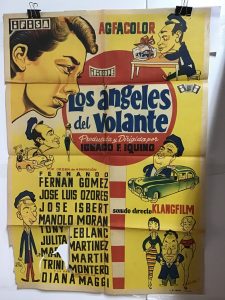 IFISA
AGFACOLOR
LOS ANGELES
del VOLANTE
Producida y Dirigida por
IGNACIO F. IQUINO
FERNANDO
FERNAN GOMEZ
JOSE LUIS OZORES
JOSE ISBERT
MANOLO MORAN
TONY LEBLANC
JULITA MARTINEZ
MARTIN
TRINI MONTERO
DIANA MAGGI
sonido directo KLANGFILM